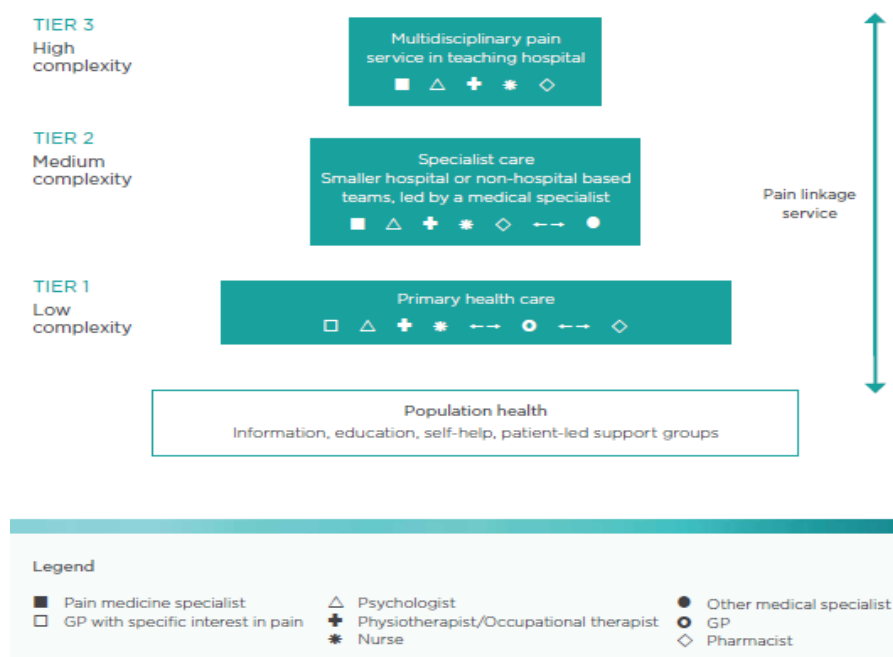 TIER 3
High
complexity
Multidisciplinary pain
service in teaching hospital
TIER 2
Medium
complexity
Specialist care
Smaller hospital or non-hospital based
teams, led by a medical specialist
Pain linkage
service
TIER 1
Low
complexity
Primary health care
Population health
Information, education, self-help, patient-led support groups
Legend
Pain medicine specialist
GP with specific interest in pain
Psychologist
Physiotherapist/Occupational therapist
Nurse
Other medical specialist
GP
Pharmacist